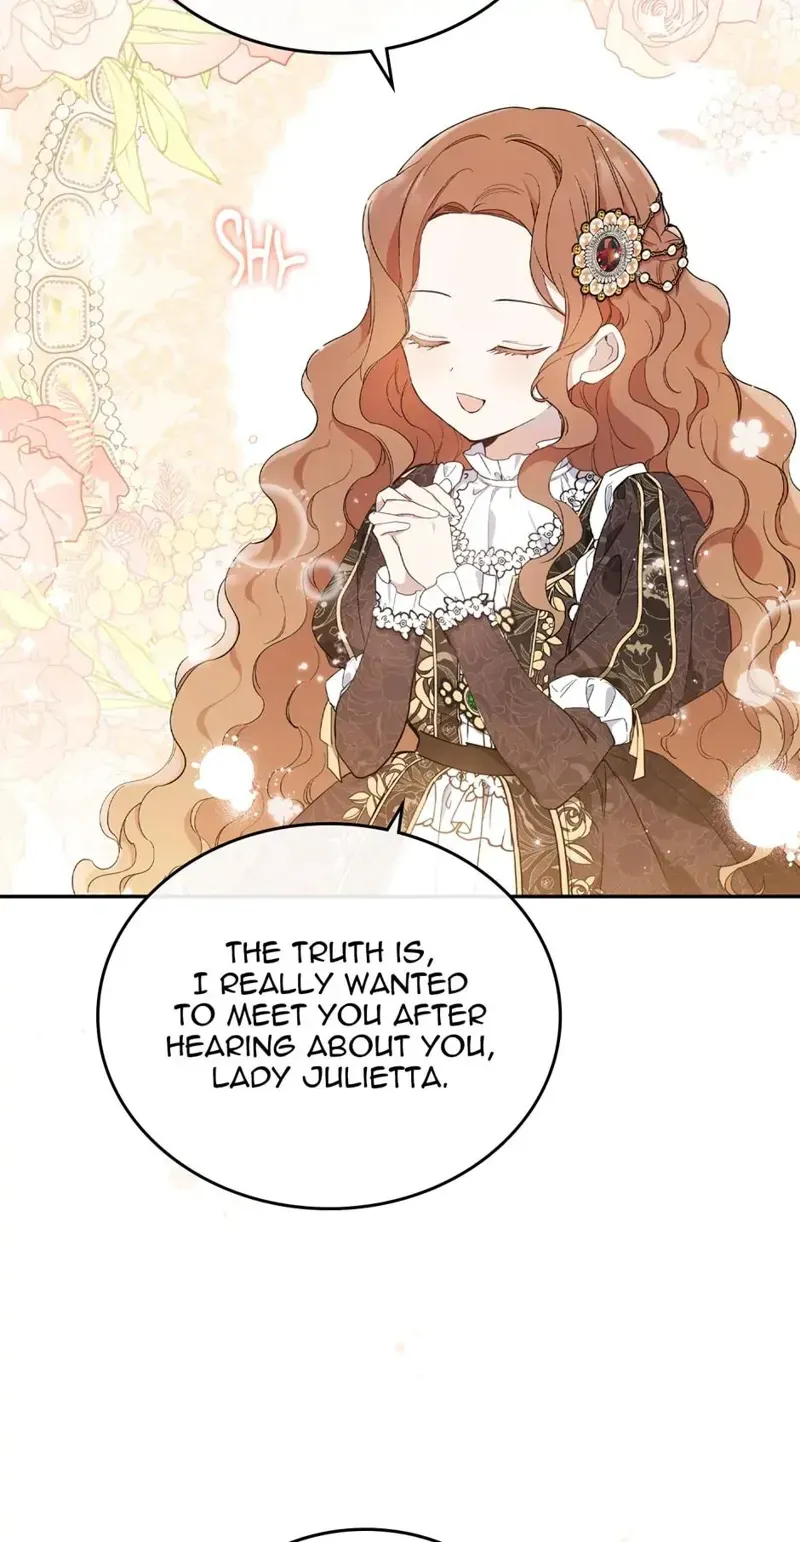 SHY
THE TRUTH IS,
I REALLY WANTED
TO MEET YOU AFTER
HEARING ABOUT YOU,
LADY JULIETTA.